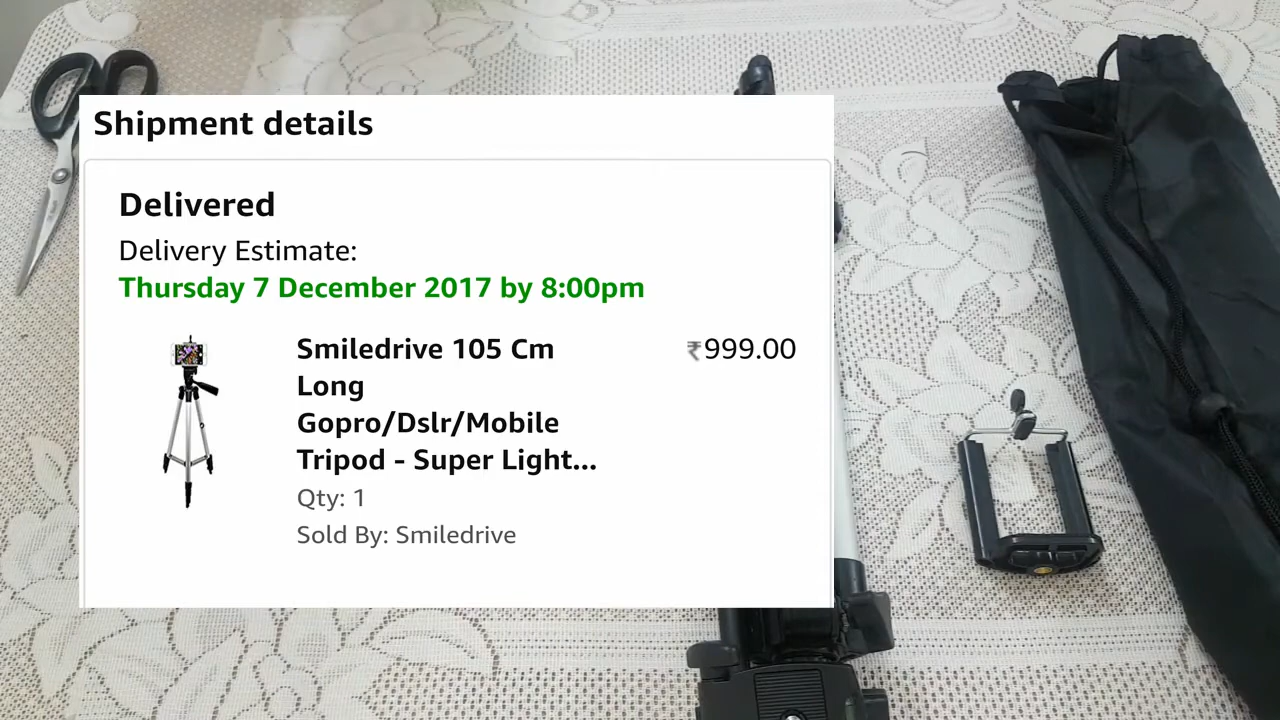 Shipment details
Delivered
Delivery Estimate:
Thursday 7 December 2017 by 8:00pm
Smiledrive 105 Cm
₹999.00
Long
Gopro/Dslr/Mobile
Tripod - Super Light...
Qty: 1
Sold By: Smiledrive